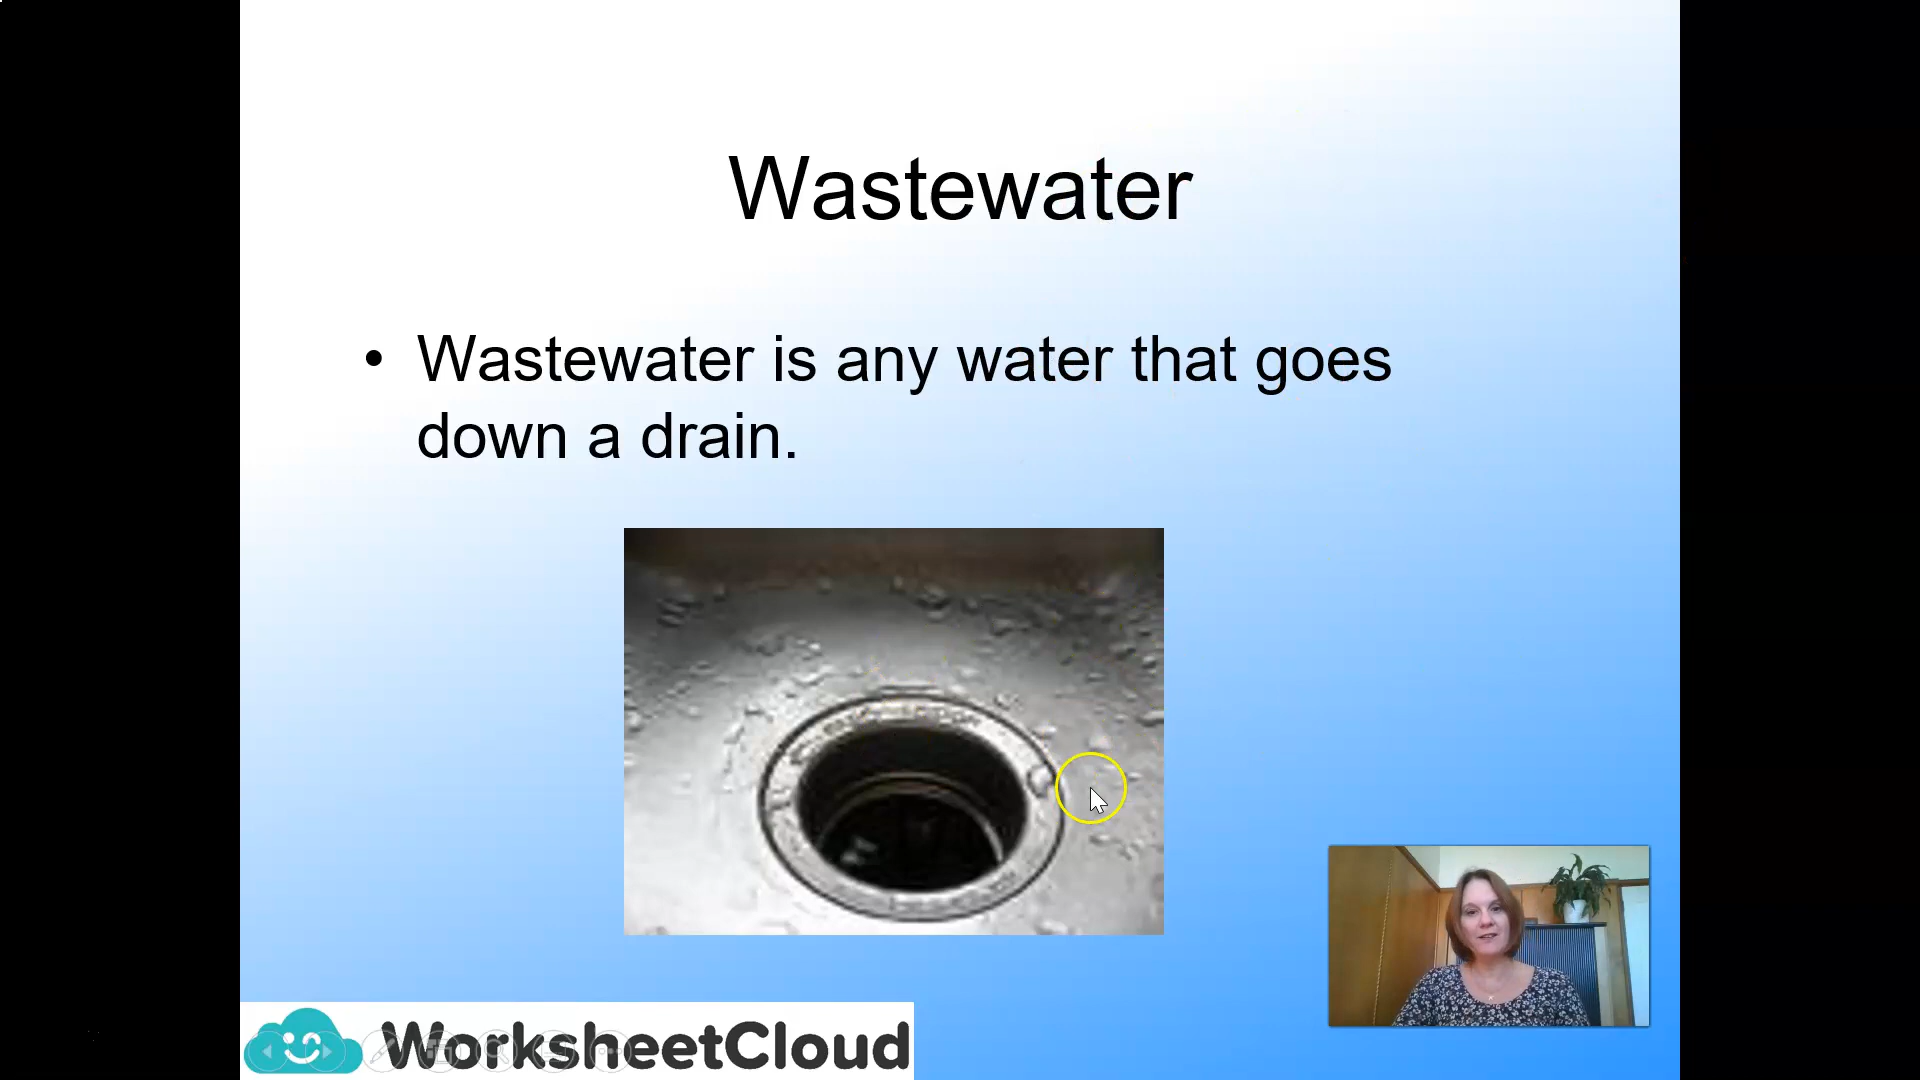 Wastewater
• Wastewater is any water that goes
down a drain.
WorksheetCloud